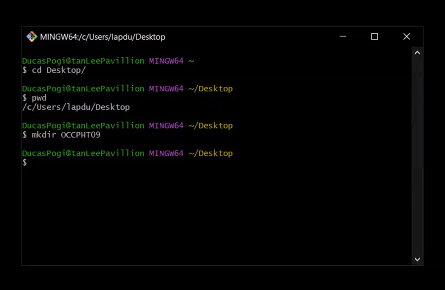 MINGW64:/c/Users/lapdu/Desktop
DucasPogi@tanLeePavillion MINGW64 ~
$ cd Desktop/
DucasPogi@tanLeePavillion MINGW64 ~/Desktop
$ pwd
/c/Users/lapdu/Desktop
DucasPogi@tanLeePavillion MINGW64 ~/Desktop
$ mkdir OCCPHTO9
DucasPogi@tanLeePavillion MINGW64 ~/Desktop
$